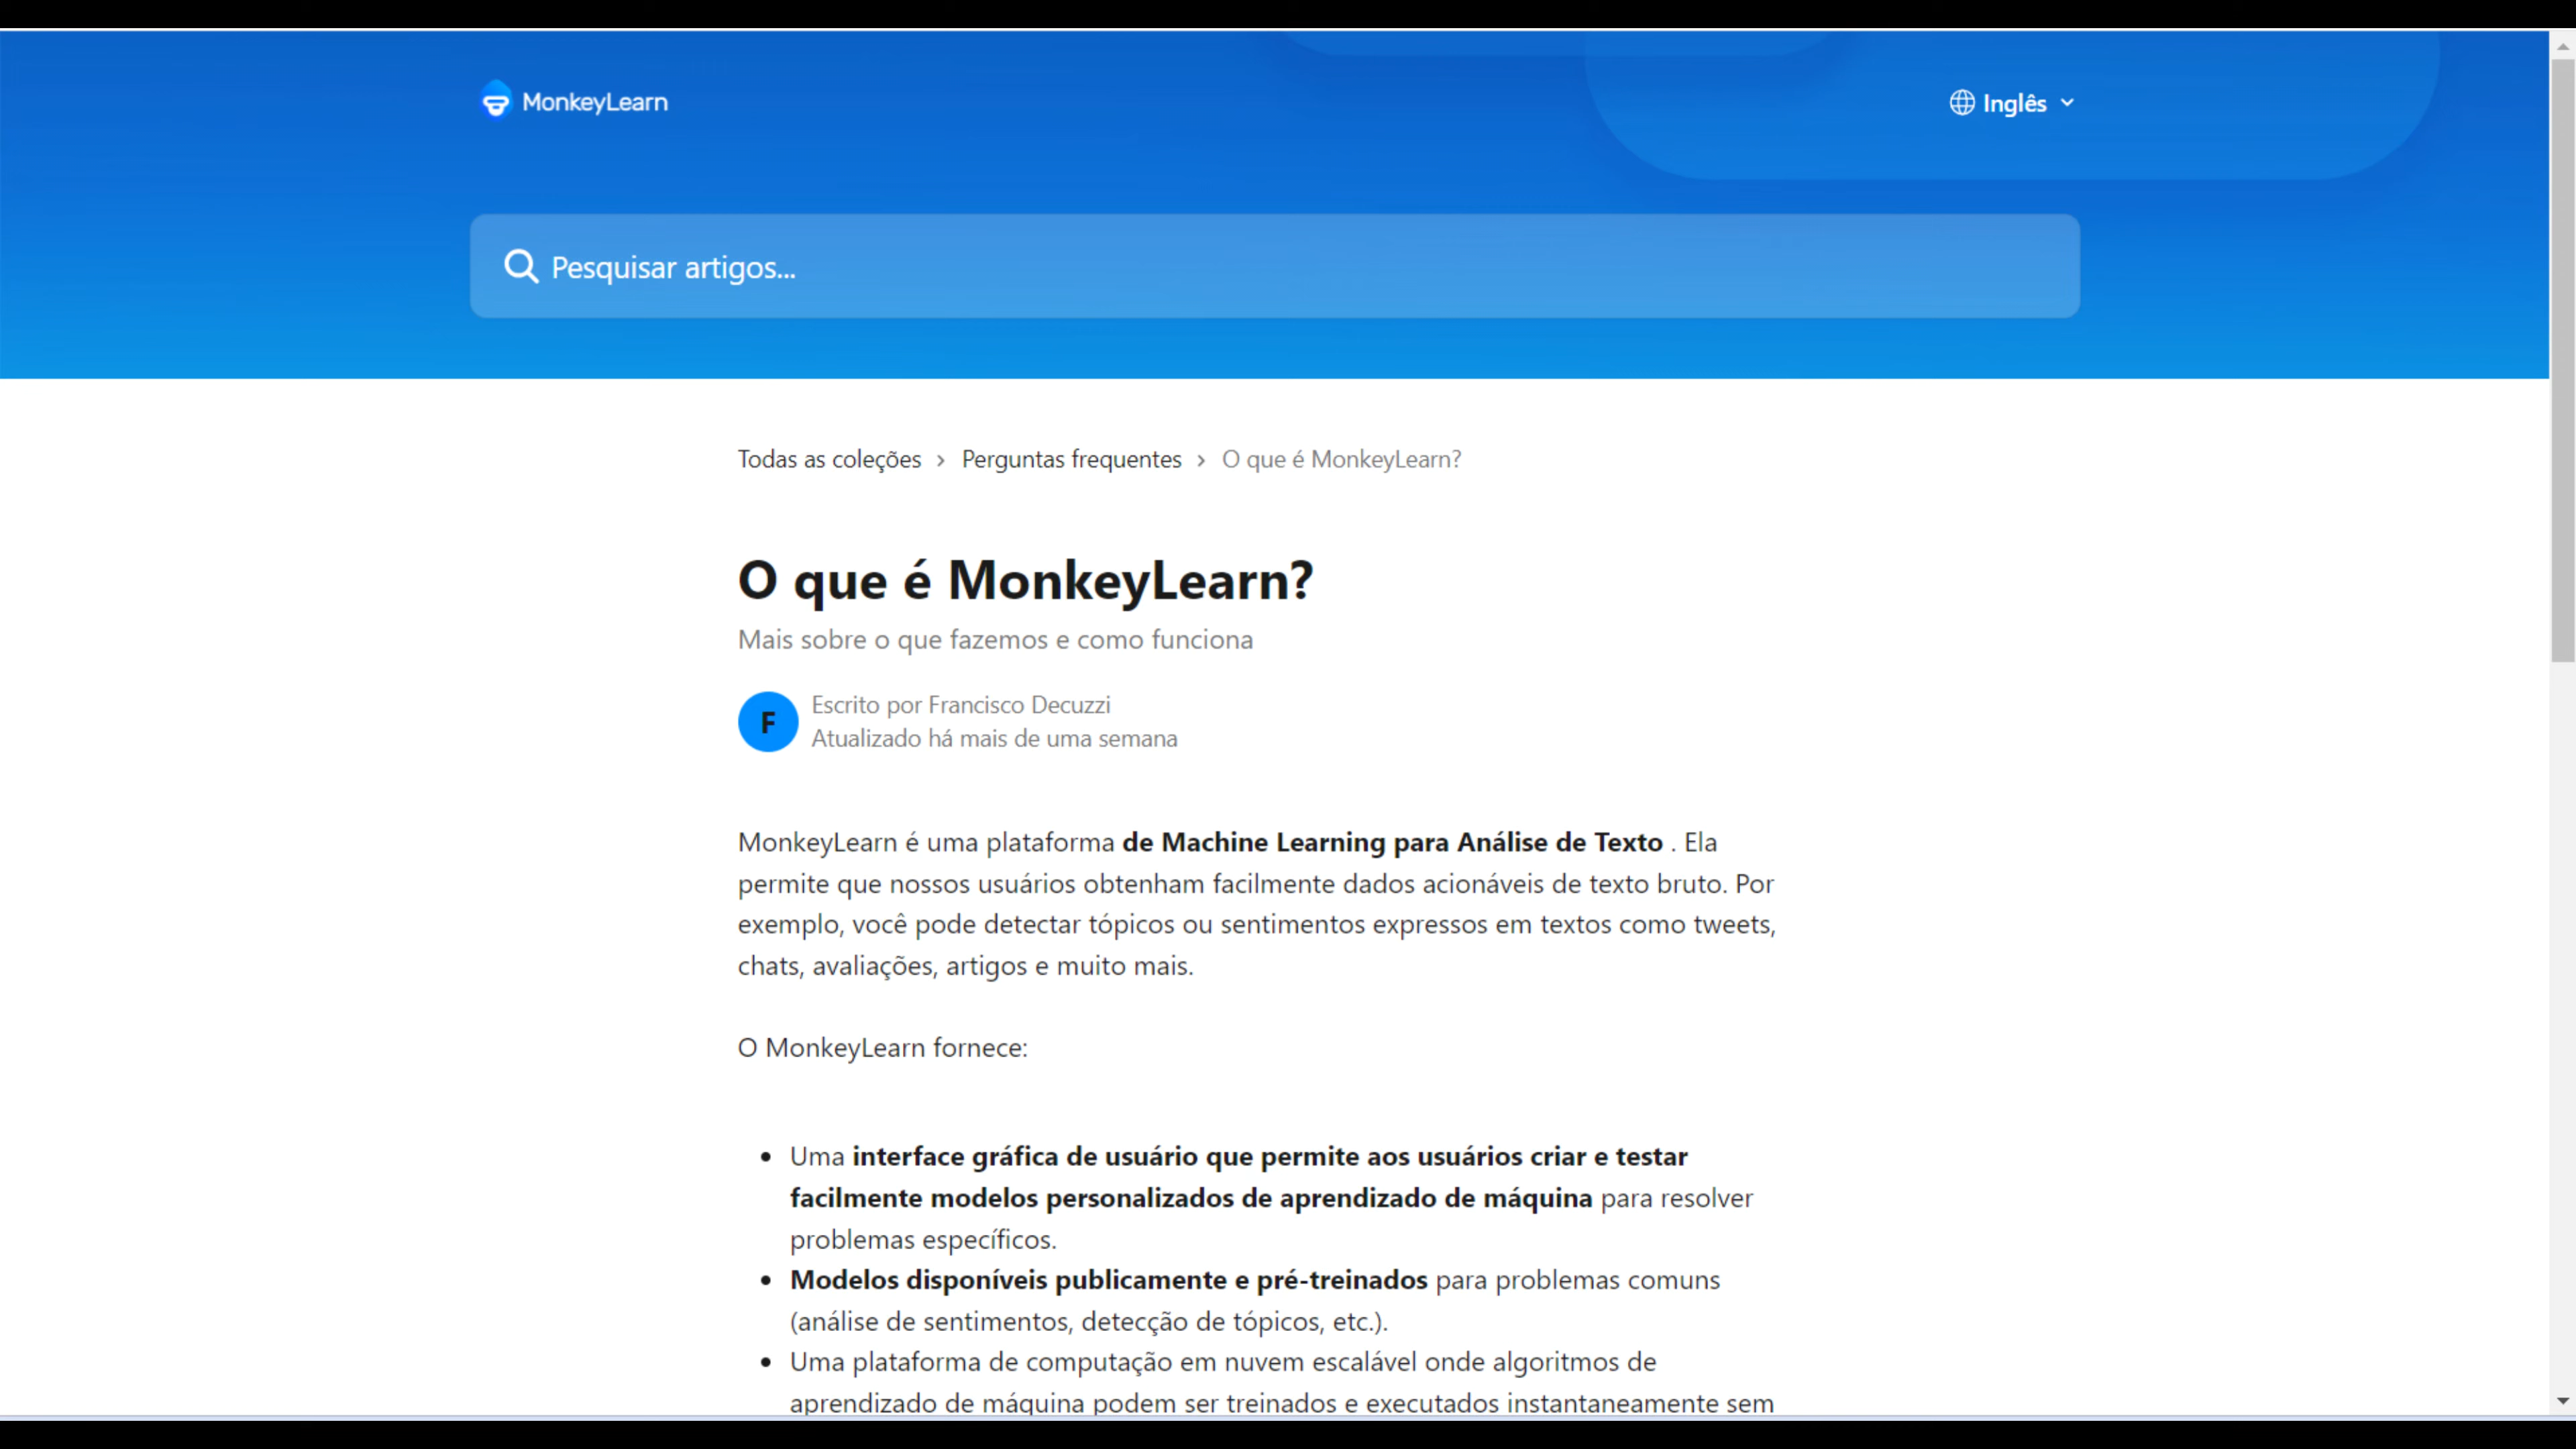 MonkeyLearn
Inglês
Pesquisar artigos...
Todas as coleções > Perguntas frequentes > O que é MonkeyLearn?
O que é MonkeyLearn?
Mais sobre o que fazemos e como funciona
F
Escrito por Francisco Decuzzi
Atualizado há mais de uma semana
MonkeyLearn é uma plataforma de Machine Learning para Análise de Texto . Ela
permite que nossos usuários obtenham facilmente dados acionáveis de texto bruto. Por
exemplo, você pode detectar tópicos ou sentimentos expressos em textos como tweets,
chats, avaliações, artigos e muito mais.
O MonkeyLearn fornece:
• Uma interface gráfica de usuário que permite aos usuários criar e testar
facilmente modelos personalizados de aprendizado de máquina para resolver
problemas específicos.
• Modelos disponíveis publicamente e pré-treinados para problemas comuns
(análise de sentimentos, detecção de tópicos, etc.).
• Uma plataforma de computação em nuvem escalável onde algoritmos de
aprendizado de máquina podem ser treinados e executados instantaneamente sem